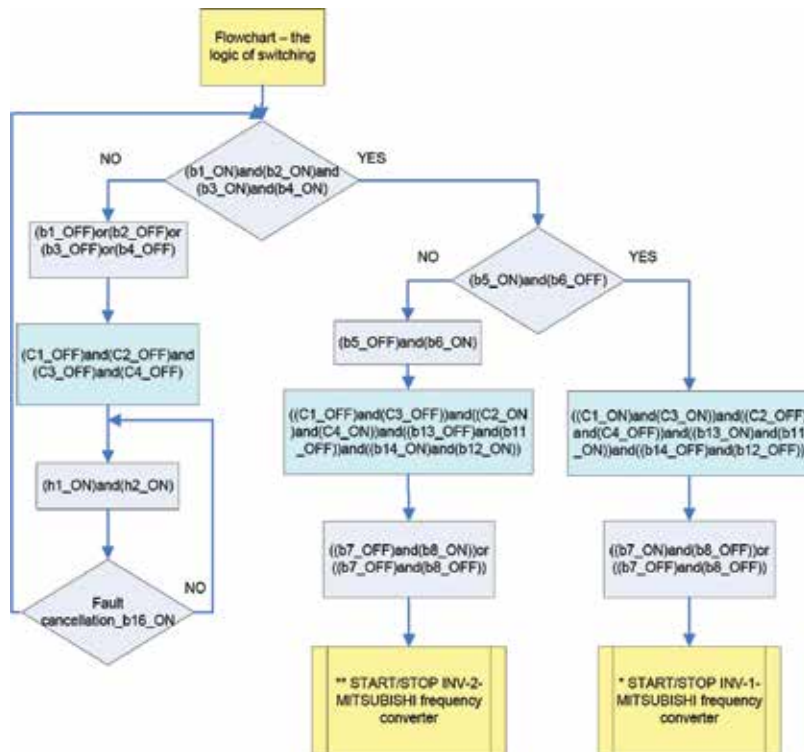 Flowchart – the
logic of switching
NO
YES
(b1_ON)and(b2_ON)and
(b3_ON)and(b4_ON)
(b1_OFF)or(b2_OFF)or
(b3_OFF)or(b4_OFF)
NO
YES
(b5_ON)and(b6_OFF)
(b5_OFF)and(b6_ON)
(C1_OFF)and(C2_OFF)and
(C3_OFF)and(C4_OFF)
((C1_OFF)and(C3_OFF))and((C2_ON
)and(C4_ON))and((b13_OFF)and(b11
_OFF))and((b14_ON)and(b12_ON))
((C1_ON)and(C3_ON))and((C2_OFF)
and(C4_OFF))and((b13_ON)and(b11
_ON))and((b14_OFF)and(b12_OFF))
(h1_ON)and(h2_ON)
((b7_OFF)and(b8_ON))or
((b7_OFF)and(b8_OFF))
((b7_ON)and(b8_OFF))or
((b7_OFF)and(b8_OFF))
NO
Fault
cancellation_b16_ON
** START/STOP INV-2-
MITSUBISHI frequency
converter
* START/STOP INV-1-
MITSUBISHI frequency
converter